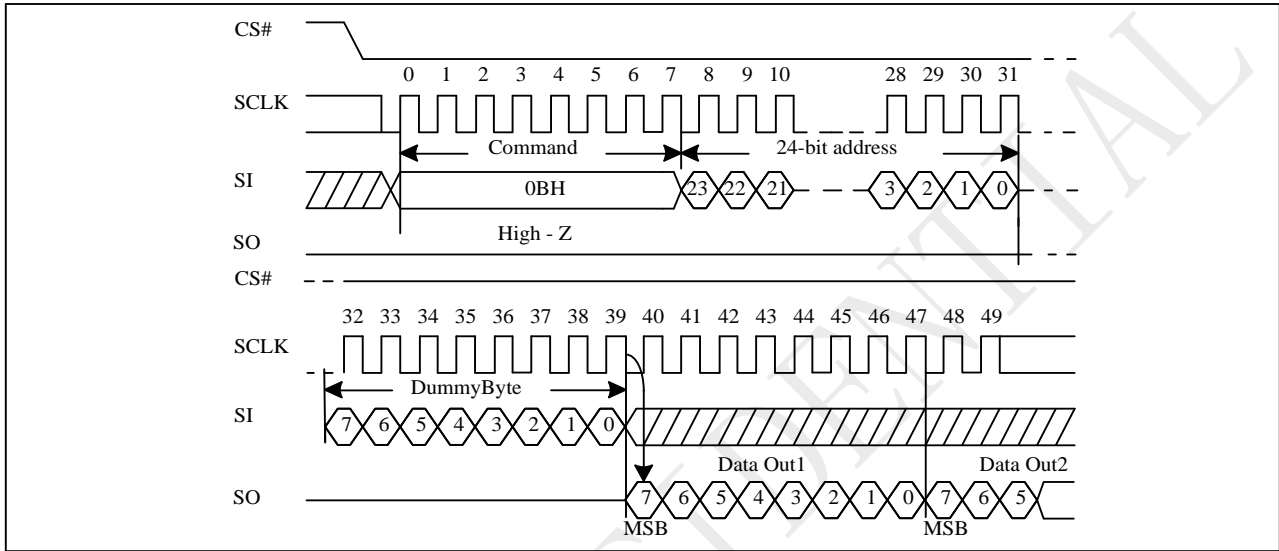 CS#
0 1 2 3 4 5 6 7 8 9 10 28 29 30 31
SCLK
Command 24-bit address
SI 0BH 23 22 21 3 2 1 0
High - Z
SO
CS#
32 33 34 35 36 37 38 39 40 41 42 43 44 45 46 47 48 49
SCLK
DummyByte
SI 7 6 5 4 3 2 1 0
Data Out1 Data Out2
SO 7 6 5 4 3 2 1 0 7 6 5
MSB MSB